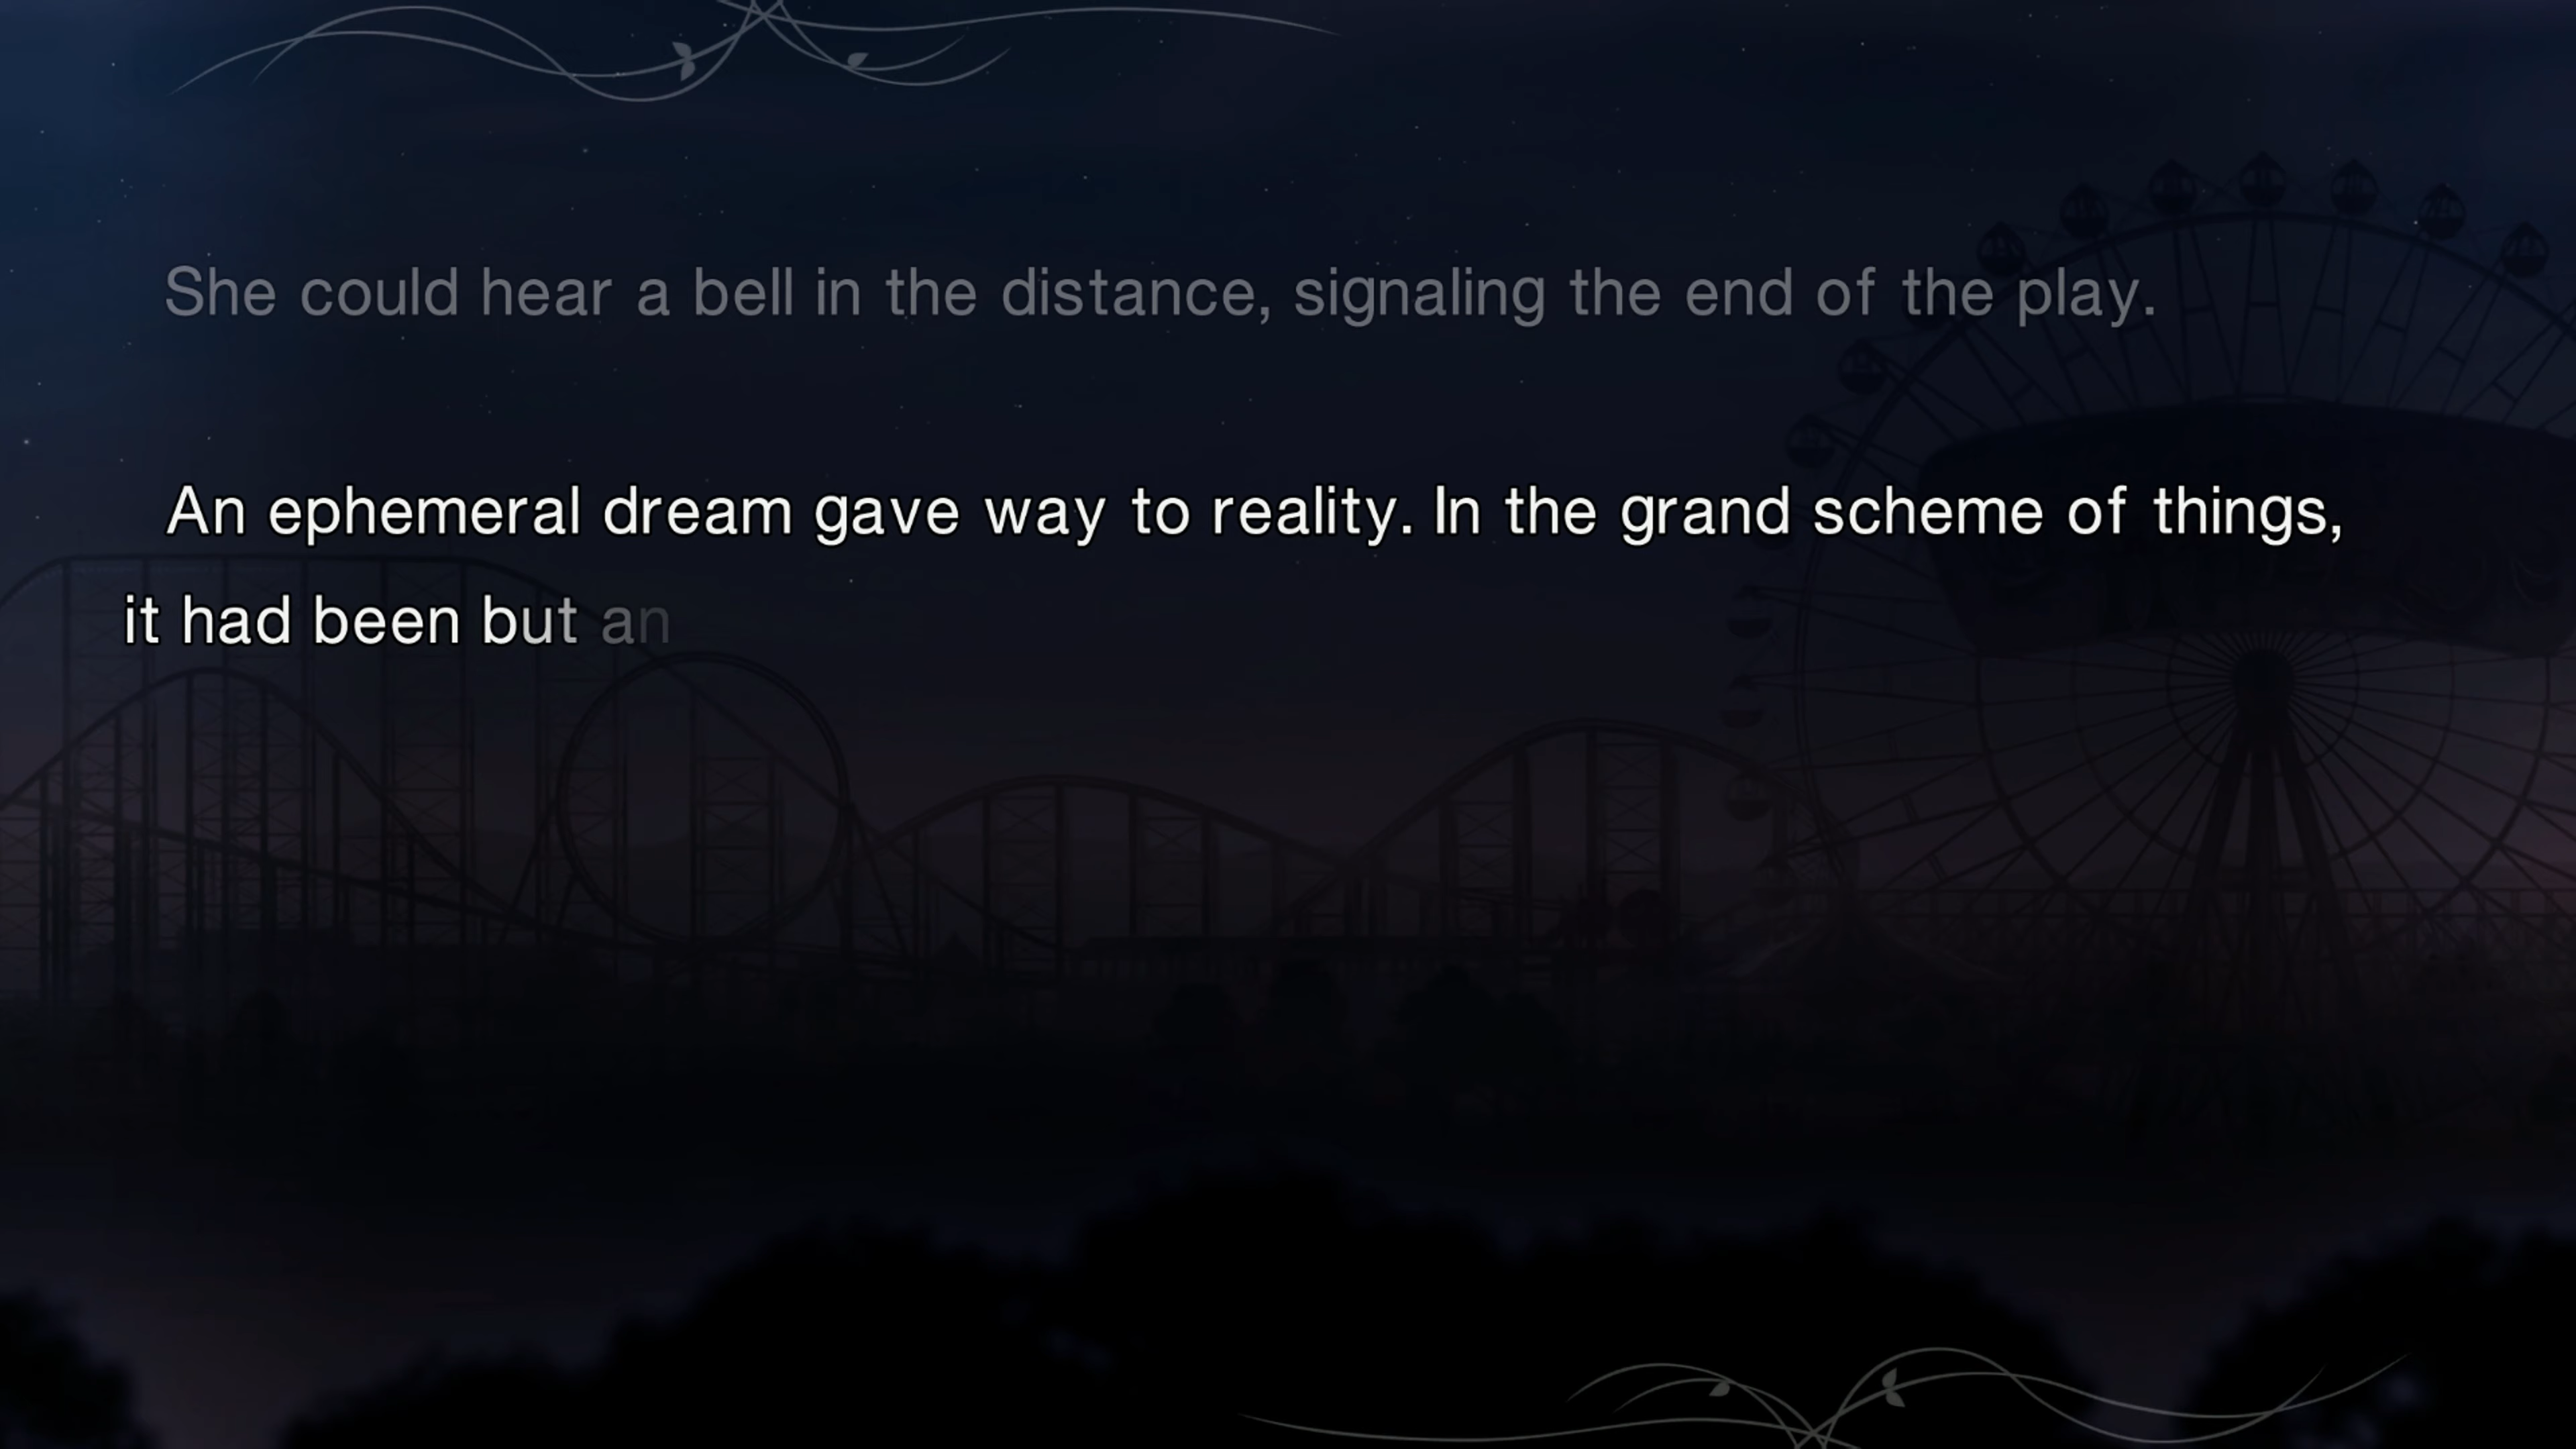 She could hear a bell in the distance, signaling the end of the play.
An ephemeral dream gave way to reality. In the grand scheme of things,
it had been but an